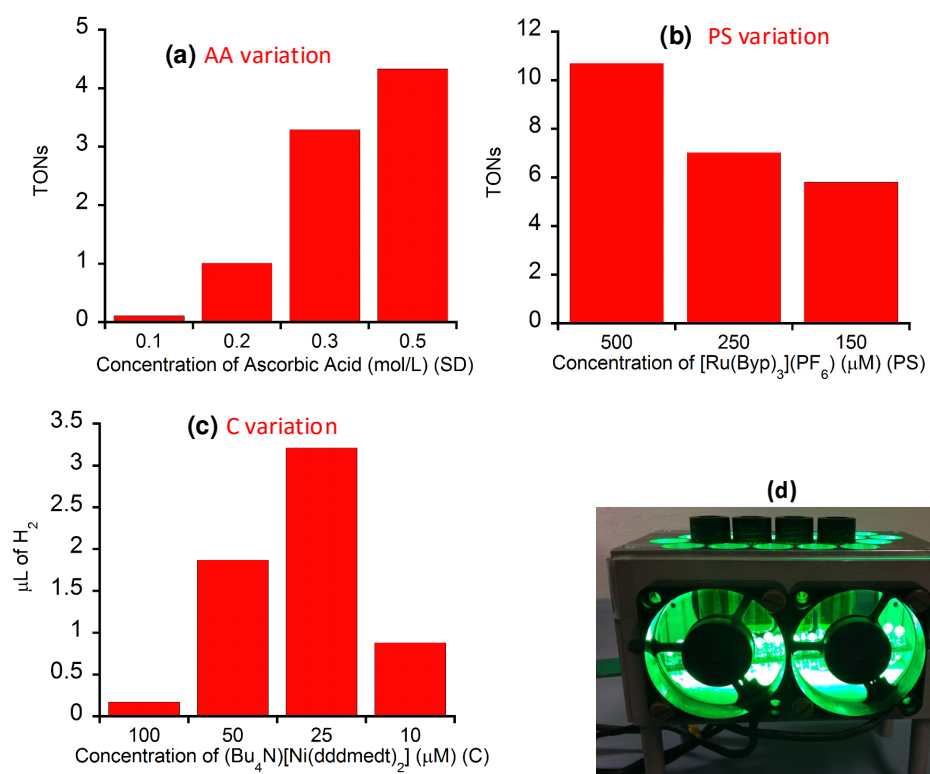 (a) AA variation
TONs
5
4
3
2
1
0
0.1 0.2 0.3 0.5
Concentration of Ascorbic Acid (mol/L) (SD)
(b) PS variation
TONs
12
10
8
6
4
2
0
500 250 150
Concentration of [Ru(Byp)3](PF6) (μM) (PS)
(c) C variation
μL of H2
3.5
3
2.5
2
1.5
1
0.5
0
100 50 25 10
Concentration of (Bu4N)[Ni(dddmedt)2] (μM) (C)
(d)